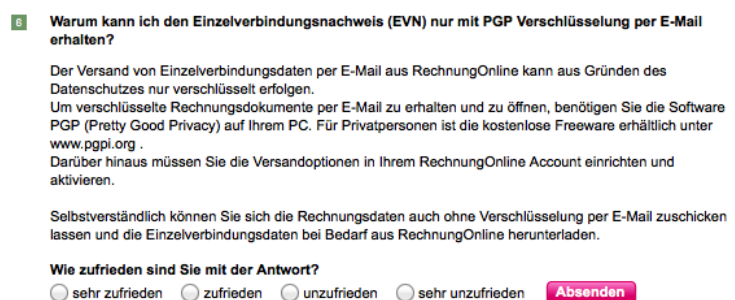 6 Warum kann ich den Einzelverbindungsnachweis (EVN) nur mit PGP Verschlüsselung per E-Mail
erhalten?
Der Versand von Einzelverbindungsdaten per E-Mail aus RechnungOnline kann aus Gründen des
Datenschutzes nur verschlüsselt erfolgen.
Um verschlüsselte Rechnungsdokumente per E-Mail zu erhalten und zu öffnen, benötigen Sie die Software
PGP (Pretty Good Privacy) auf Ihrem PC. Für Privatpersonen ist die kostenlose Freeware erhältlich unter
www.pgpi.org .
Darüber hinaus müssen Sie die Versandoptionen in Ihrem RechnungOnline Account einrichten und
aktivieren.
Selbstverständlich können Sie sich die Rechnungsdaten auch ohne Verschlüsselung per E-Mail zuschicken
lassen und die Einzelverbindungsdaten bei Bedarf aus RechnungOnline herunterladen.
Wie zufrieden sind Sie mit der Antwort?
sehr zufrieden zufrieden unzufrieden sehr unzufrieden Absenden